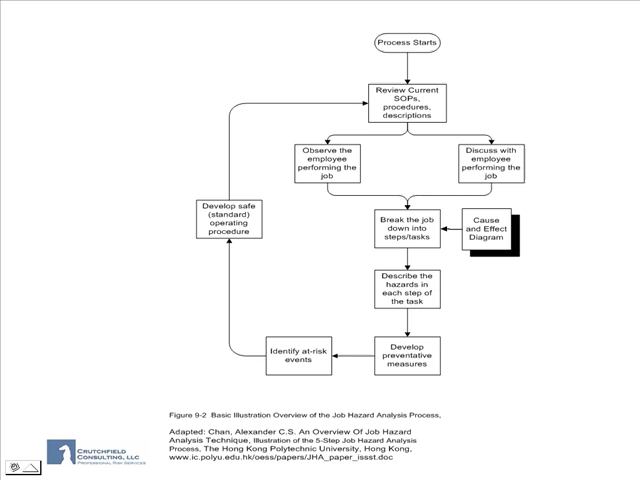 Process Starts
Review Current
SOPs,
procedures,
descriptions
Observe the
employee
performing the
job
Discuss with
employee
performing the
job
Develop safe
(standard)
operating
procedure
Break the job
down into
steps/tasks
Cause
and Effect
Diagram
Describe the
hazards in
each step of
the task
Identify at-risk
events
Develop
preventative
measures
Figure 9-2 Basic Illustration Overview of the Job Hazard Analysis Process,
Adapted: Chan, Alexander C.S. An Overview Of Job Hazard
Analysis Technique, Illustration of the 5-Step Job Hazard Analysis
Process, The Hong Kong Polytechnic University, Hong Kong,
www.ic.polyu.edu.hk/oess/papers/JHA_paper_issst.doc
CRUTCHFIELD
CONSULTING, LLC
PROFESSIONAL RISK SERVICES